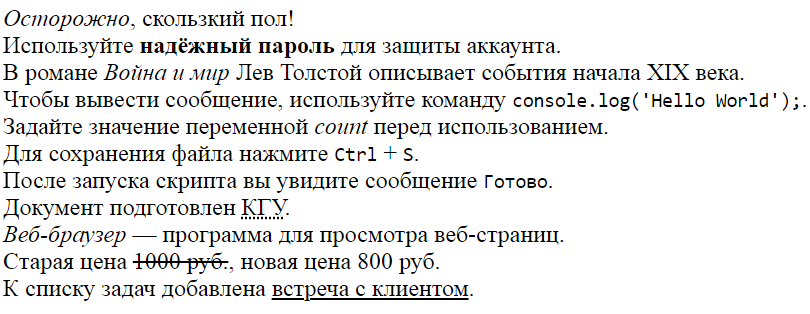 Осторожно, скользкий пол!
Используйте надёжный пароль для защиты аккаунта.
В романе Война и мир Лев Толстой описывает события начала XIX века.
Чтобы вывести сообщение, используйте команду console.log('Hello World');.
Задайте значение переменной count перед использованием.
Для сохранения файла нажмите Ctrl + S.
После запуска скрипта вы увидите сообщение Готово.
Документ подготовлен КГУ.
Веб-браузер — программа для просмотра веб-страниц.
Старая цена 1000 руб., новая цена 800 руб.
К списку задач добавлена встреча с клиентом.